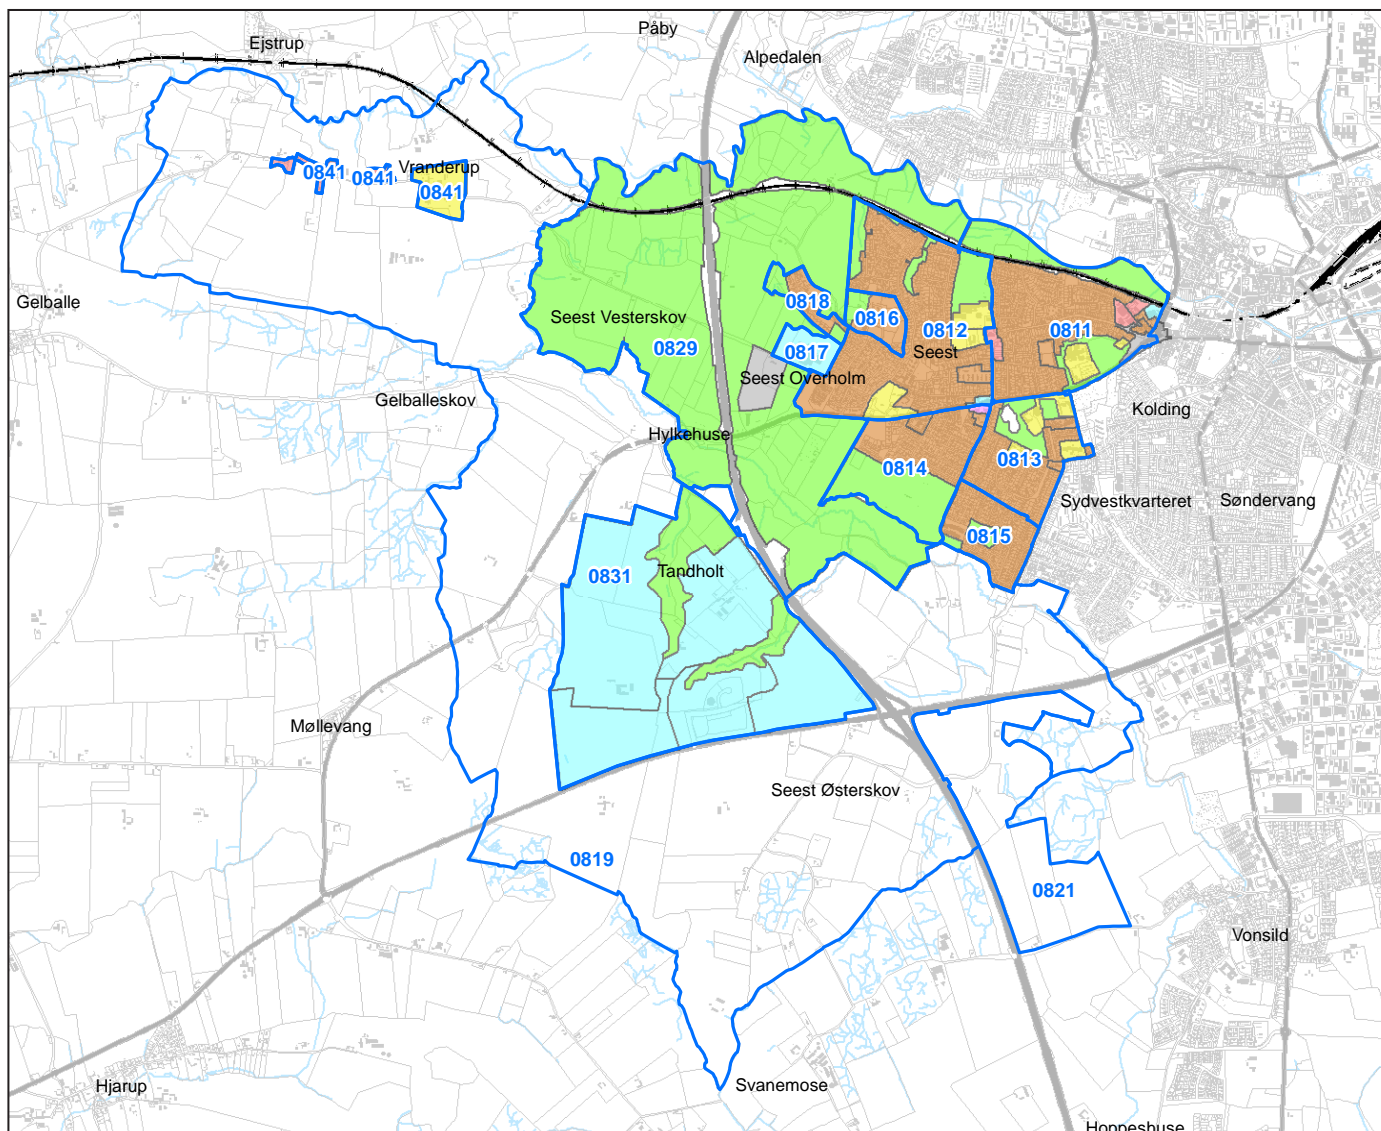 Påby
Ejstrup
Alpedalen
Vranderup
0841
0841
0841
Gelballe
0818
Seest Vesterskov
0816
0812
0811
0829
0817
Seest
Seest Overholm
Gelballeskov
Kolding
Hylkehuse
0814
0813
Sydvestkvarteret
Søndervang
0815
Tandholt
0831
Møllevang
Seest Østerskov
0819
0821
Vonsild
Hjarup
Svanemose
Hoppeshuse